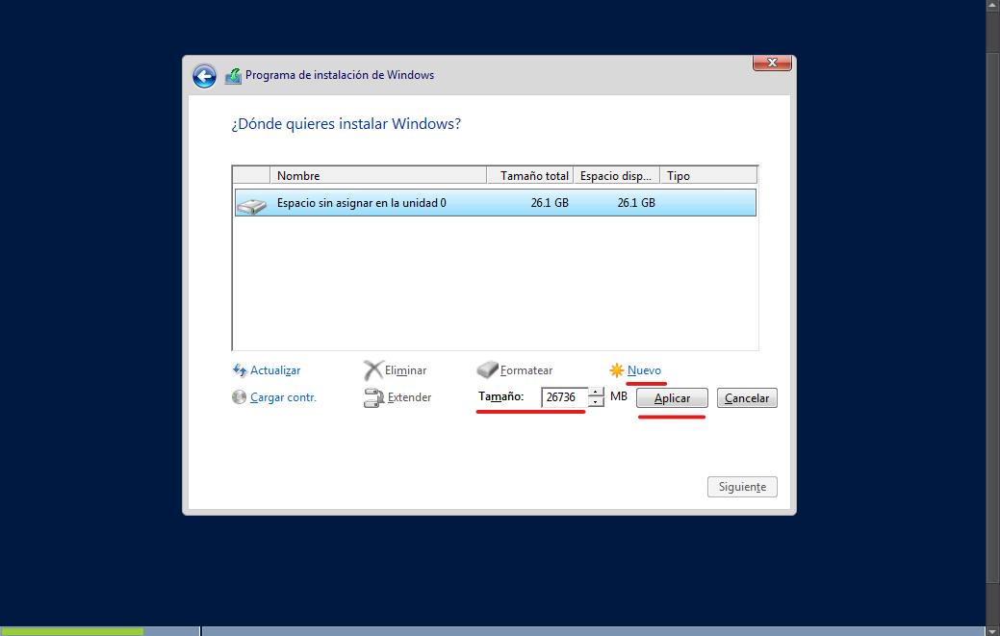 Programa de instalación de Windows
¿Dónde quieres instalar Windows?
Nombre Tamaño total Espacio disp... Tipo
Espacio sin asignar en la unidad 0 26.1 GB 26.1 GB
Actualizar Eliminar Formatear Nuevo
Cargar contr. Extender Tamaño: 26736 MB Aplicar Cancelar
Siguiente